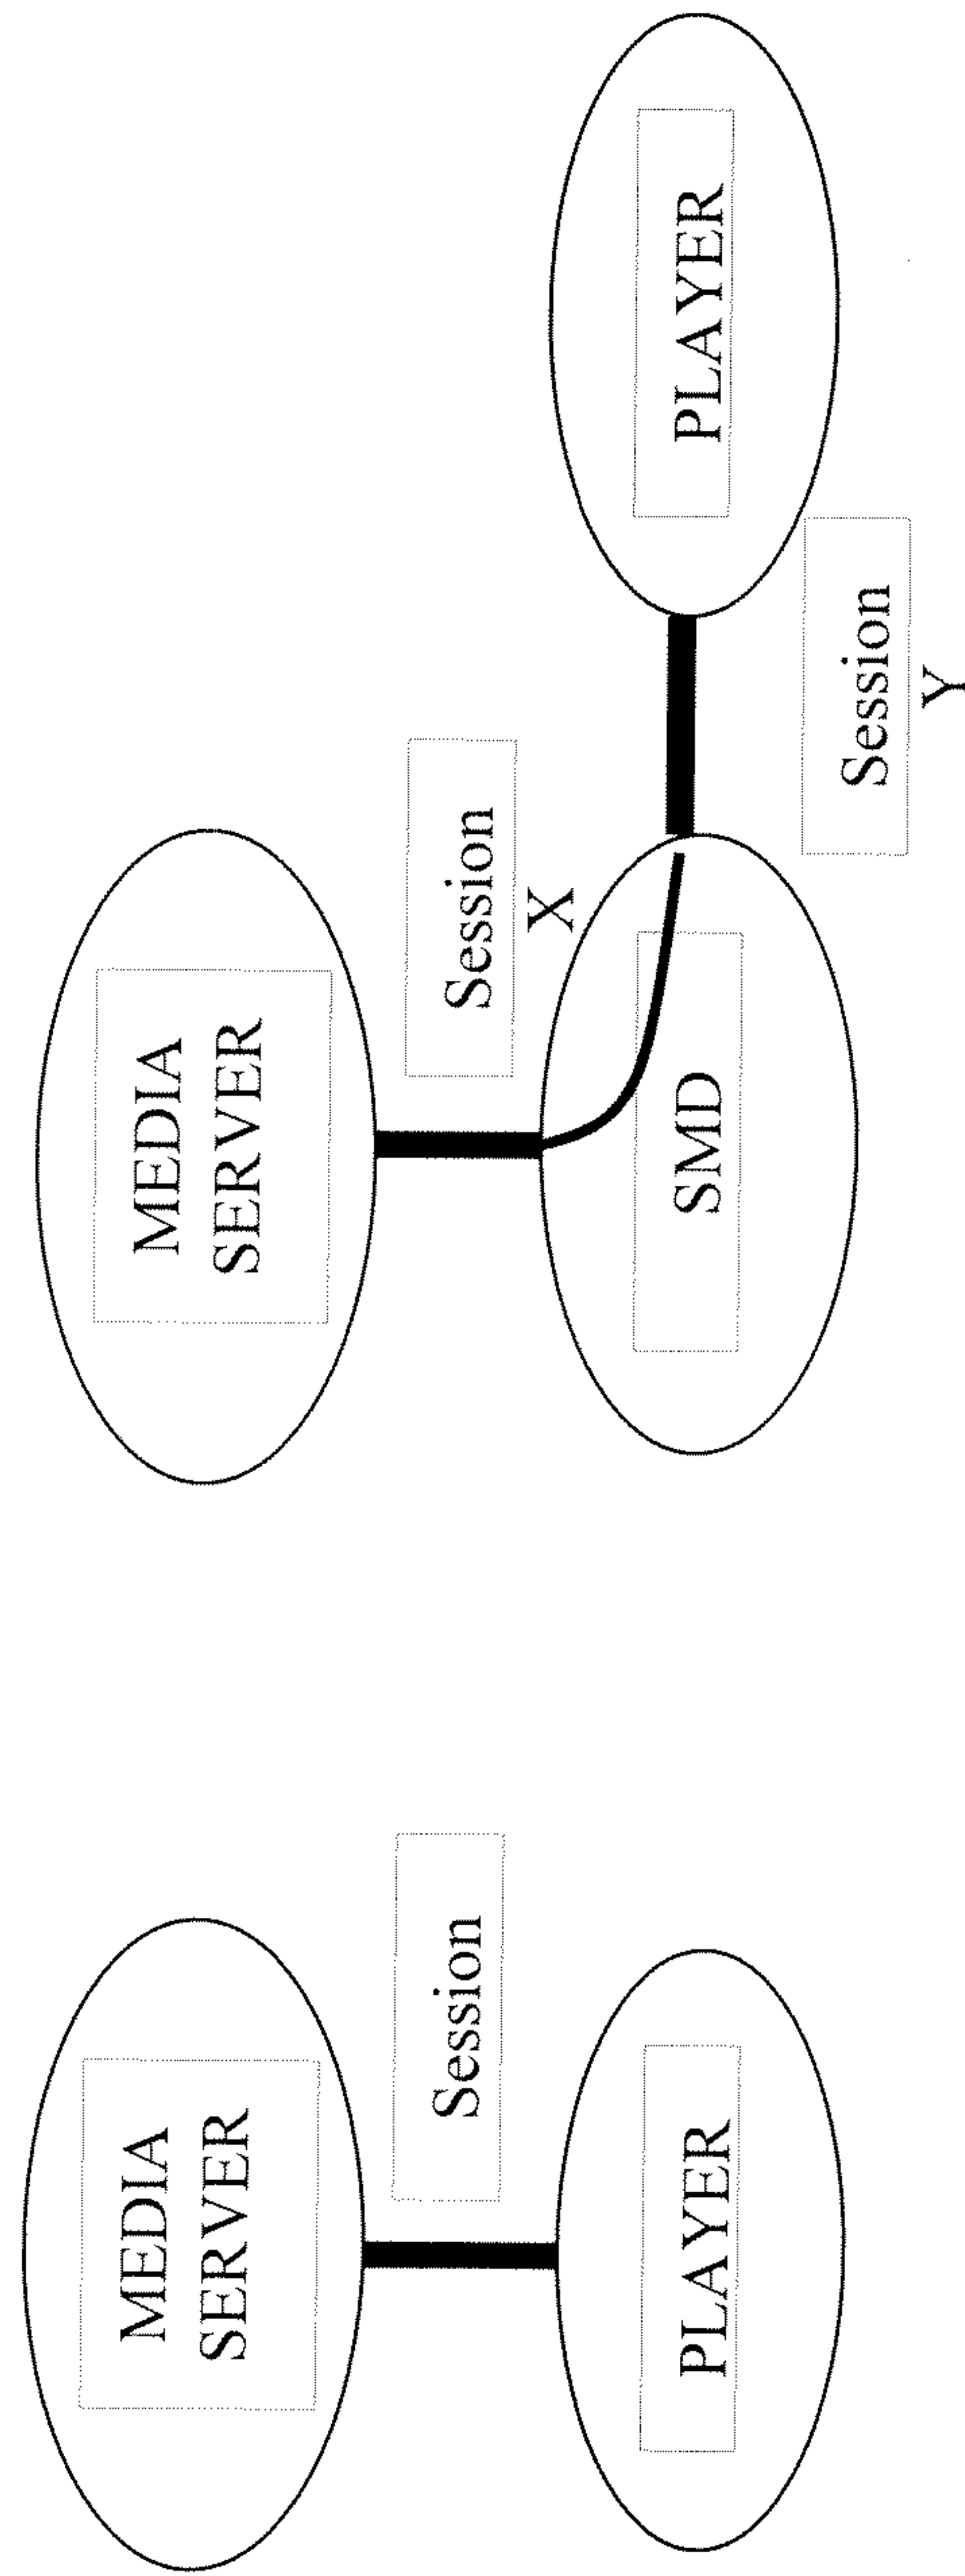 MEDIA
SERVER
Session
PLAYER
MEDIA
SERVER
Session
X
SMD
PLAYER
Session
Y